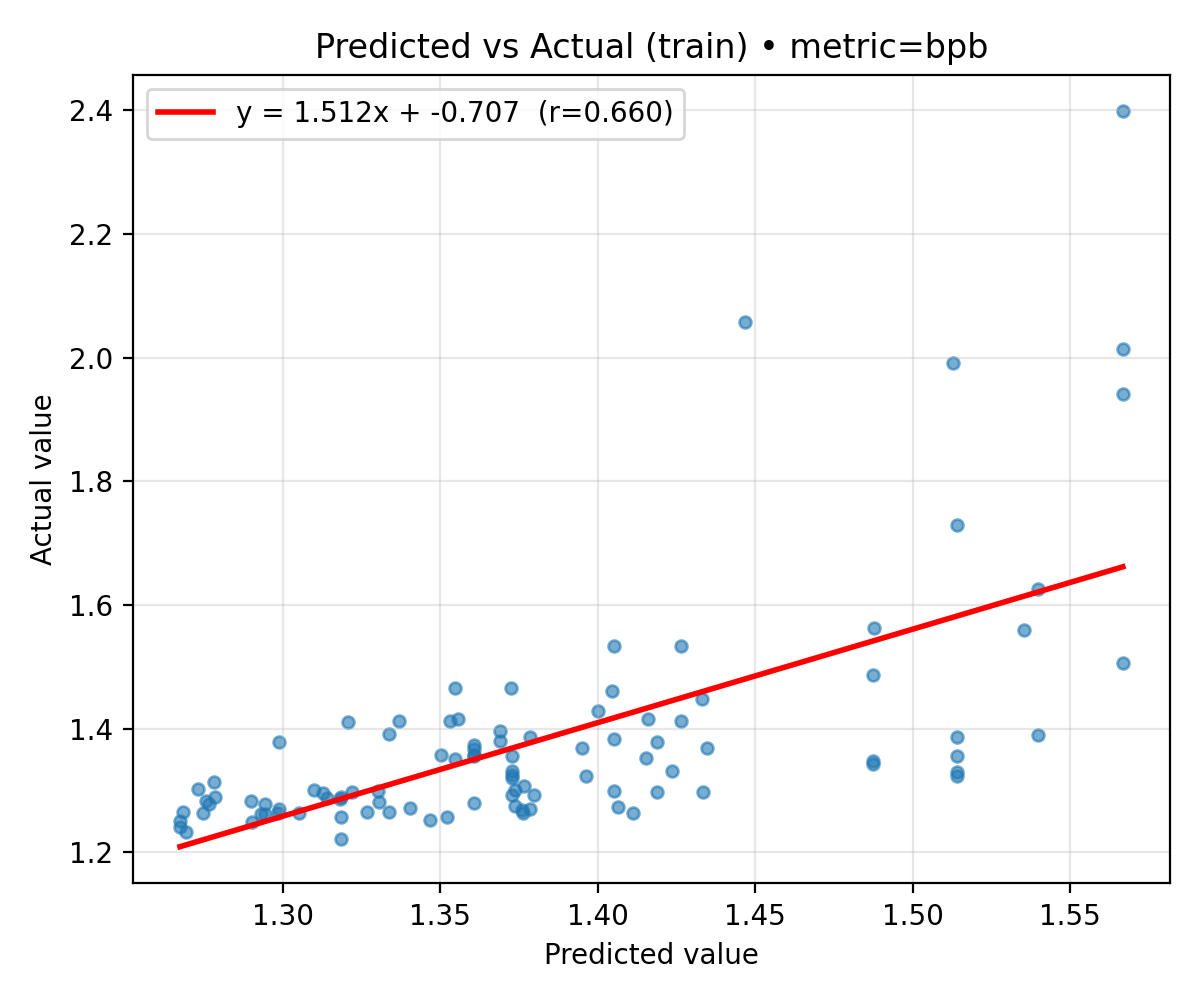 Predicted vs Actual (train) • metric=bpb
y = 1.512x + -0.707 (r=0.660)
Actual value
2.4
2.2
2.0
1.8
1.6
1.4
1.2
1.30 1.35 1.40 1.45 1.50 1.55
Predicted value